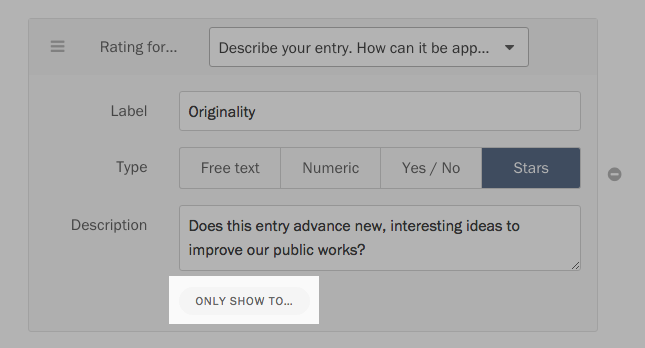 Rating for...
Describe your entry. How can it be app...
Label
Originality
Type
Free text
Numeric
Yes / No
Stars
Description
Does this entry advance new, interesting ideas to
improve our public works?
ONLY SHOW TO...